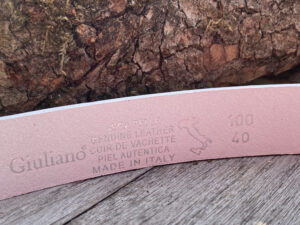 Giuliano®
GENUINE LEATHER
CUIR DE VACHETTE
PIEL AUTENTICA
MADE IN ITALY
100
40